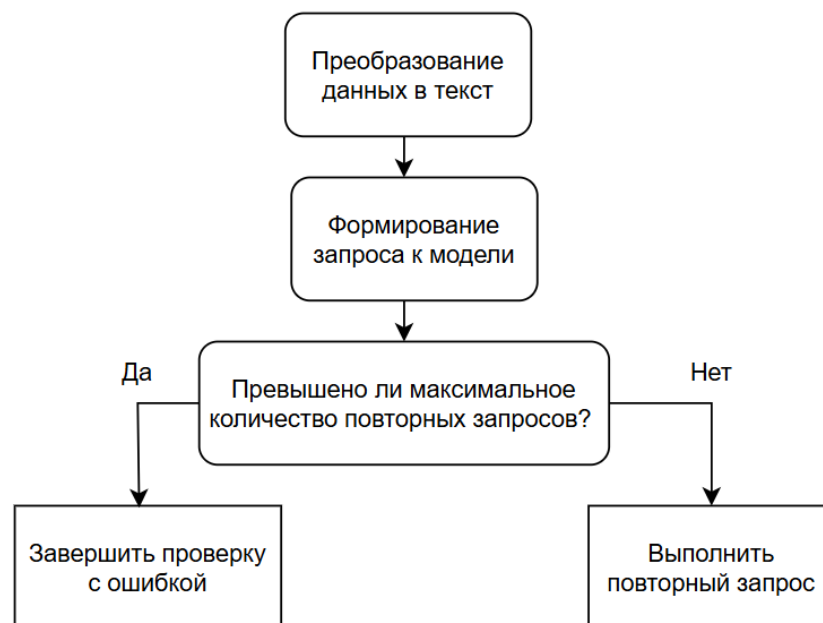 Преобразование
данных в текст
Формирование
запроса к модели
Да
Нет
Превышено ли максимальное
количество повторных запросов?
Завершить проверку
с ошибкой
Выполнить
повторный запрос